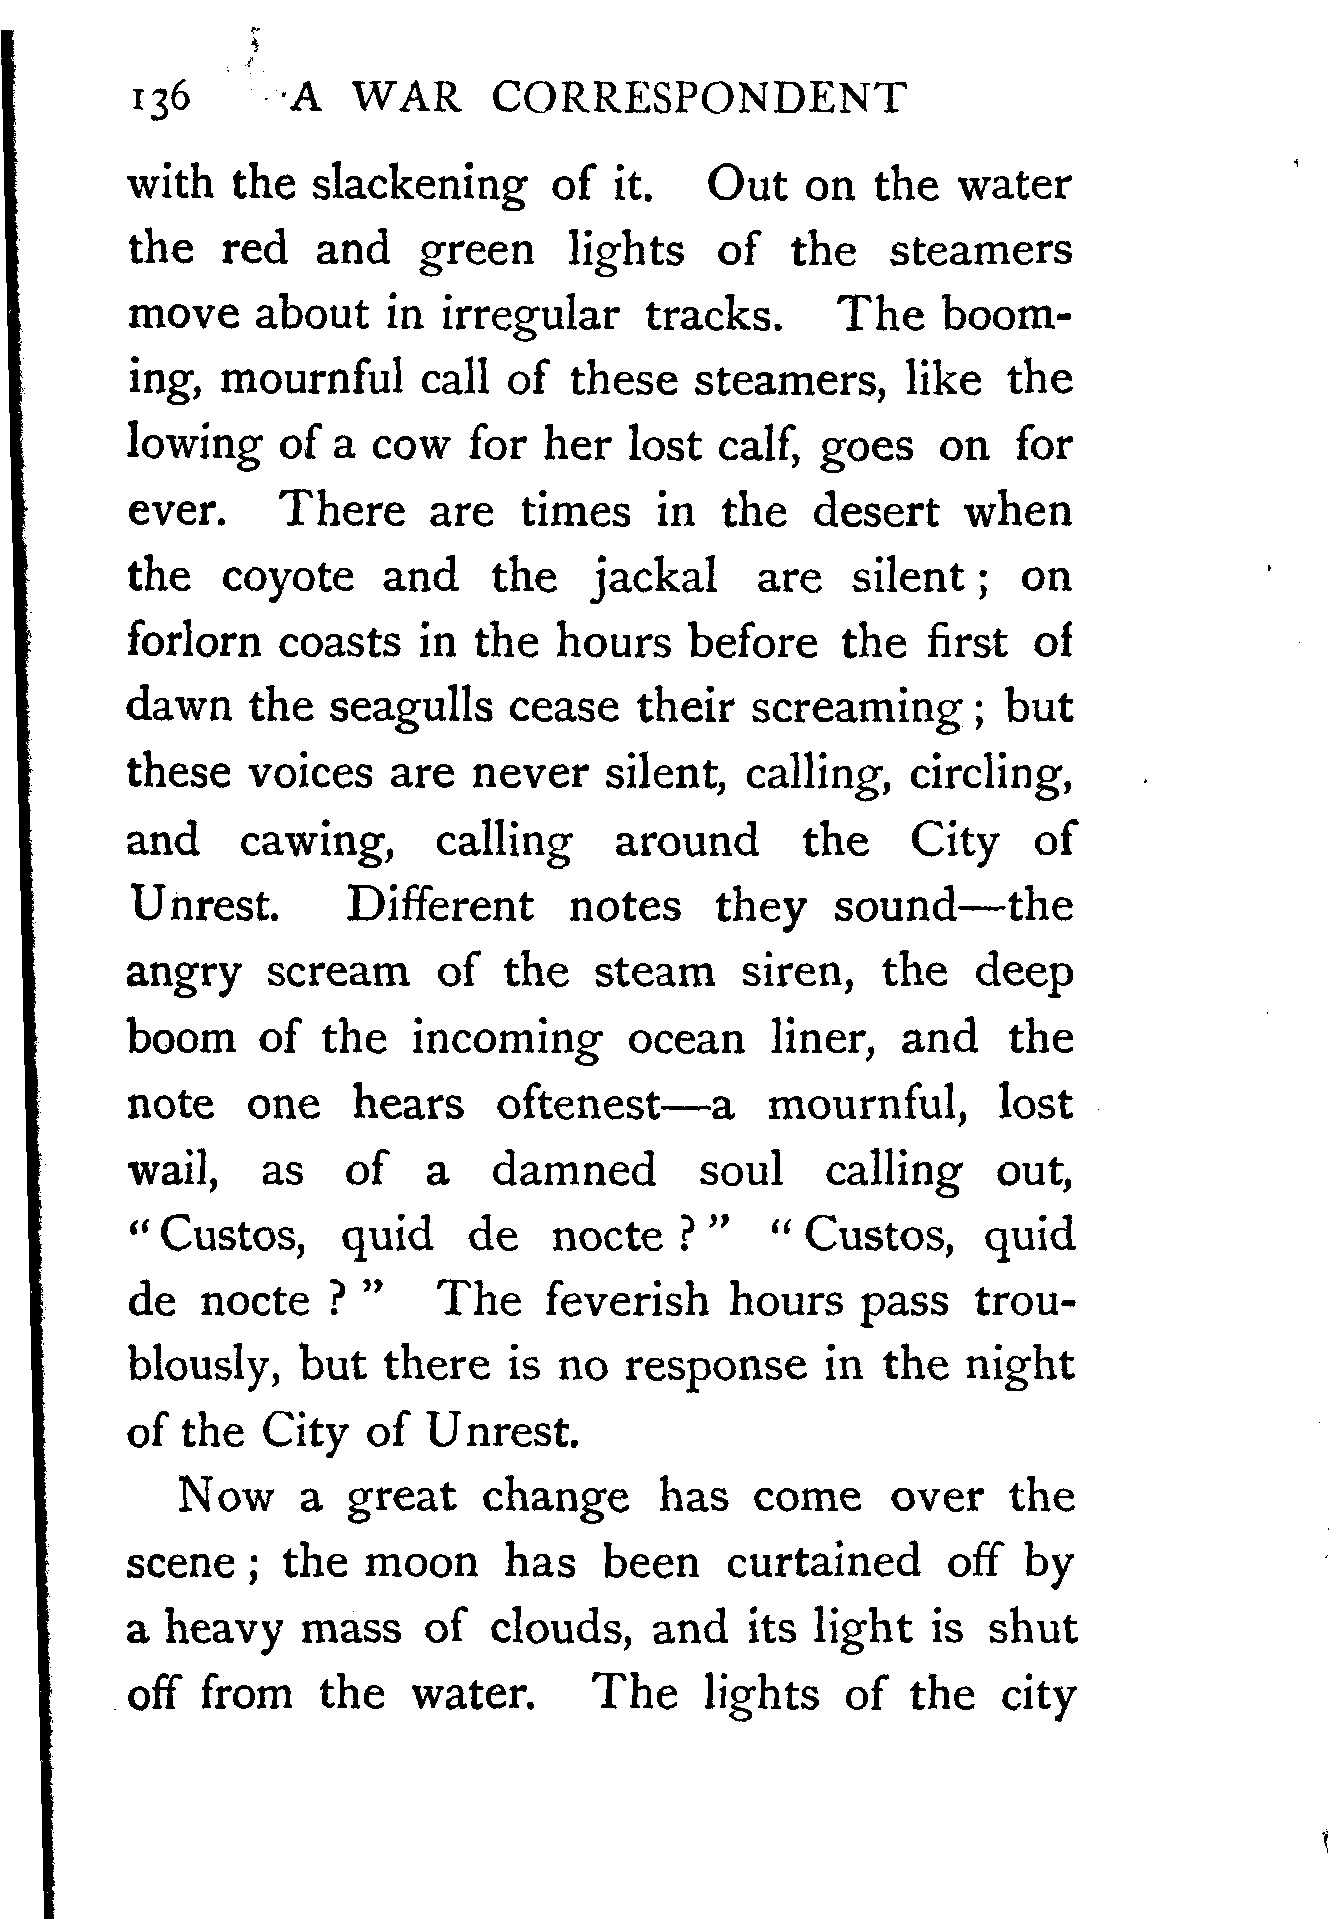 136 A WAR CORRESPONDENT
with the slackening of it. Out on the water
the red and green lights of the steamers
move about in irregular tracks. The boom-
ing, mournful call of these steamers, like the
lowing of a cow for her lost calf, goes on for
ever. There are times in the desert when
the coyote and the jackal are silent ; on
forlorn coasts in the hours before the first of
dawn the seagulls cease their screaming ; but
these voices are never silent, calling, circling,
and cawing, calling around the City of
Unrest. Different notes they sound—the
angry scream of the steam siren, the deep
boom of the incoming ocean liner, and the
note one hears oftenest—a mournful, lost
wail, as of a damned soul calling out,
“ Custos, quid de nocte ? ” “ Custos, quid
de nocte ? ” The feverish hours pass trou-
blously, but there is no response in the night
of the City of Unrest.
Now a great change has come over the
scene ; the moon has been curtained off by
a heavy mass of clouds, and its light is shut
off from the water. The lights of the city